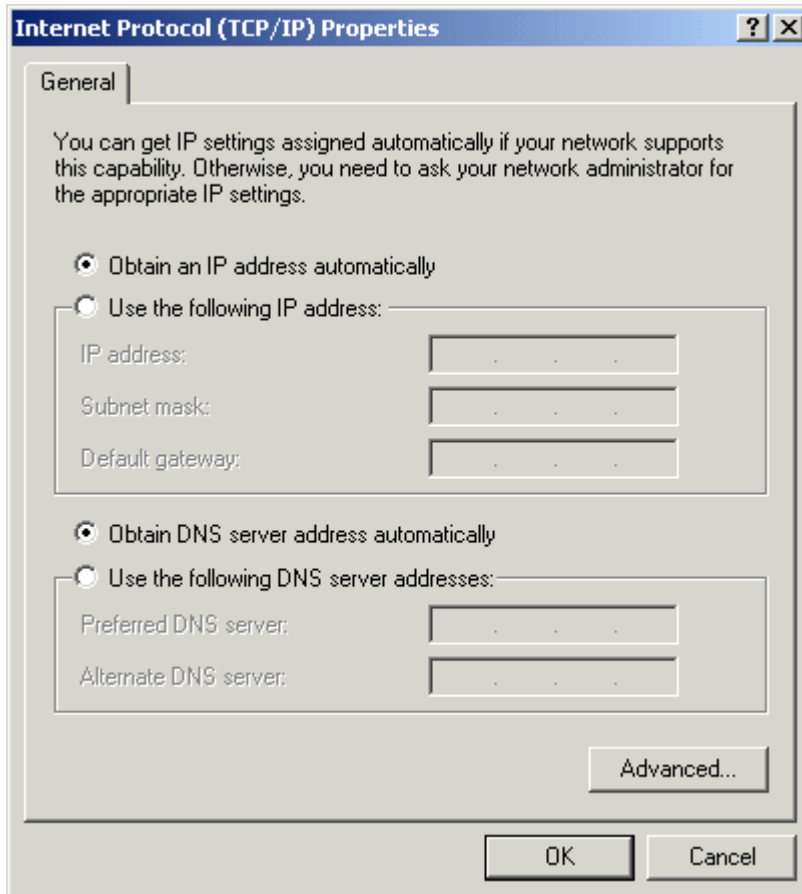 Internet Protocol (TCP/IP) Properties
General
You can get IP settings assigned automatically if your network supports
this capability. Otherwise, you need to ask your network administrator for
the appropriate IP settings.
Obtain an IP address automatically
Use the following IP address:
IP address:
Subnet mask:
Default gateway:
Obtain DNS server address automatically
Use the following DNS server addresses:
Preferred DNS server:
Alternate DNS server:
Advanced...
OK Cancel